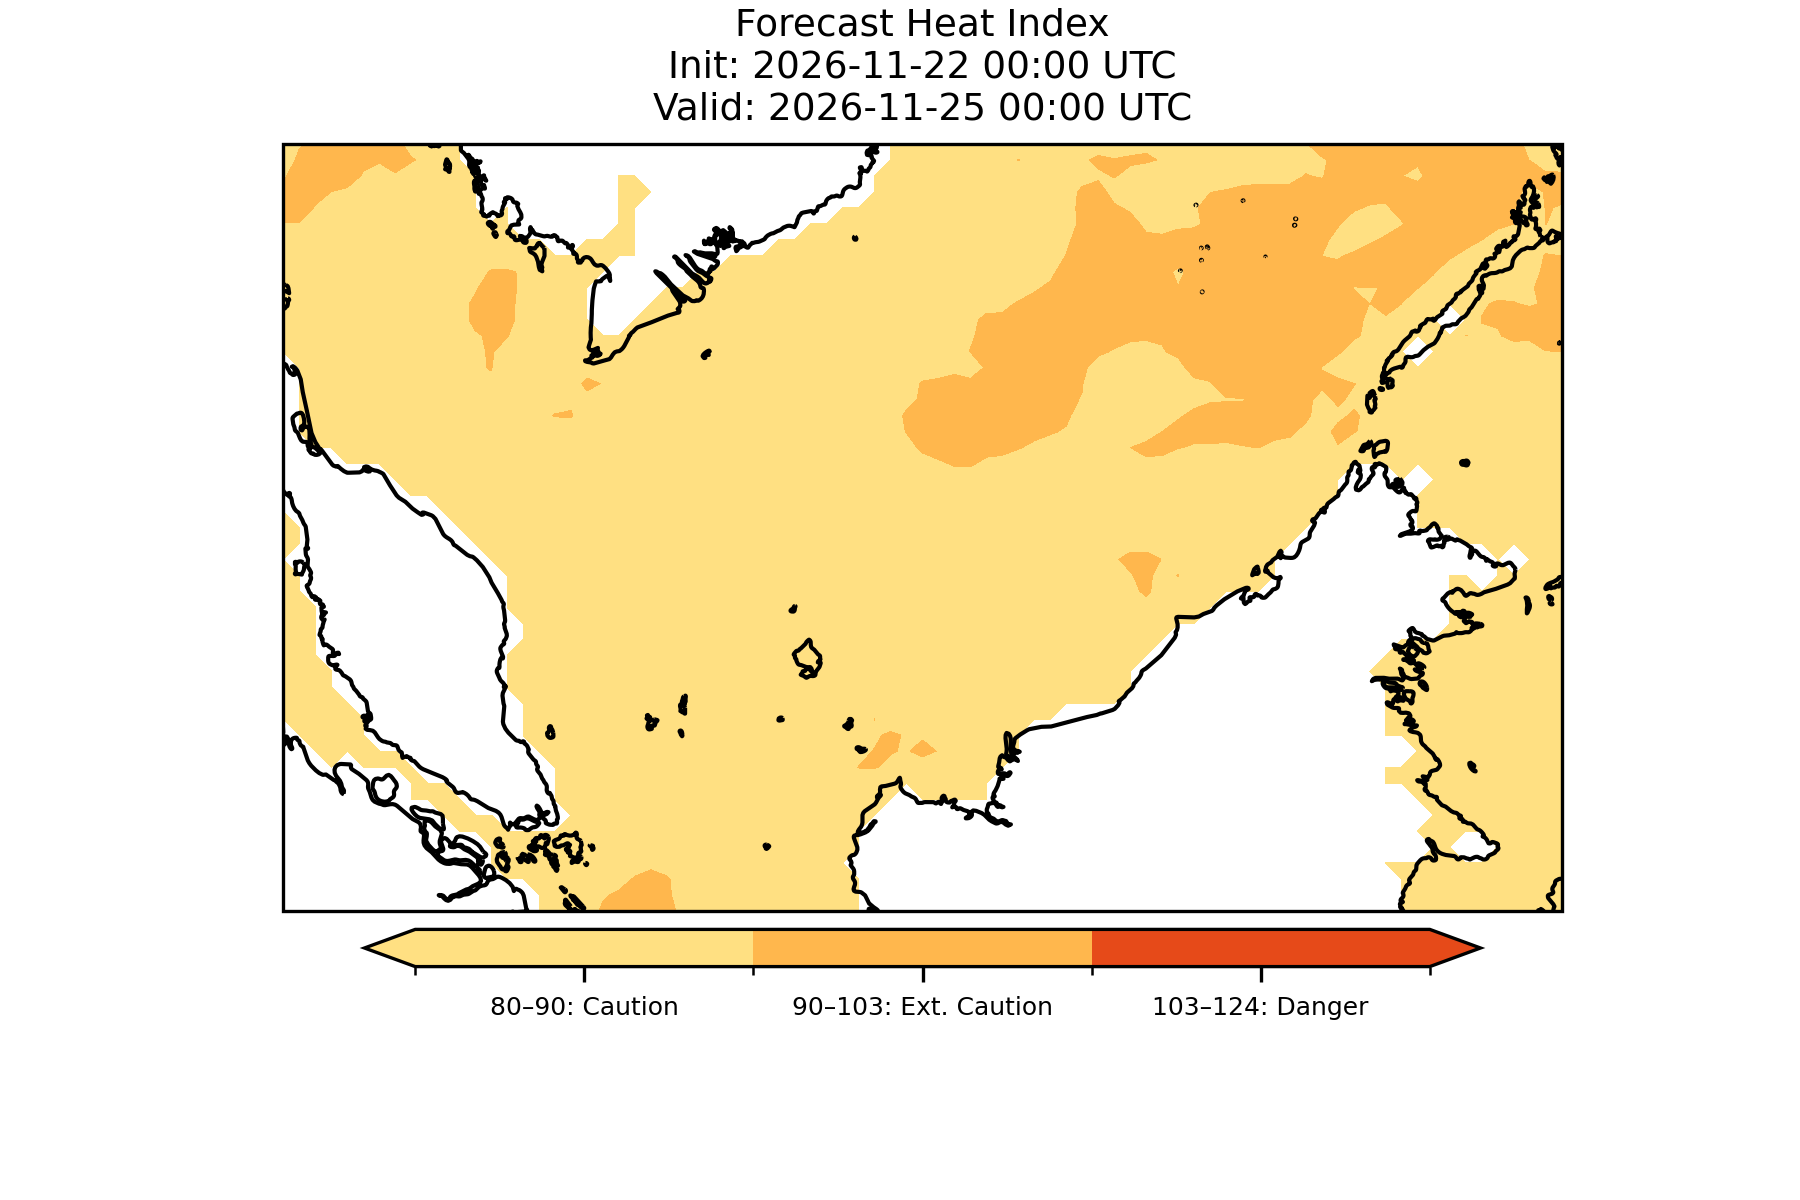 Forecast Heat Index
Init: 2026-11-22 00:00 UTC
Valid: 2026-11-25 00:00 UTC
80–90: Caution
90–103: Ext. Caution
103–124: Danger